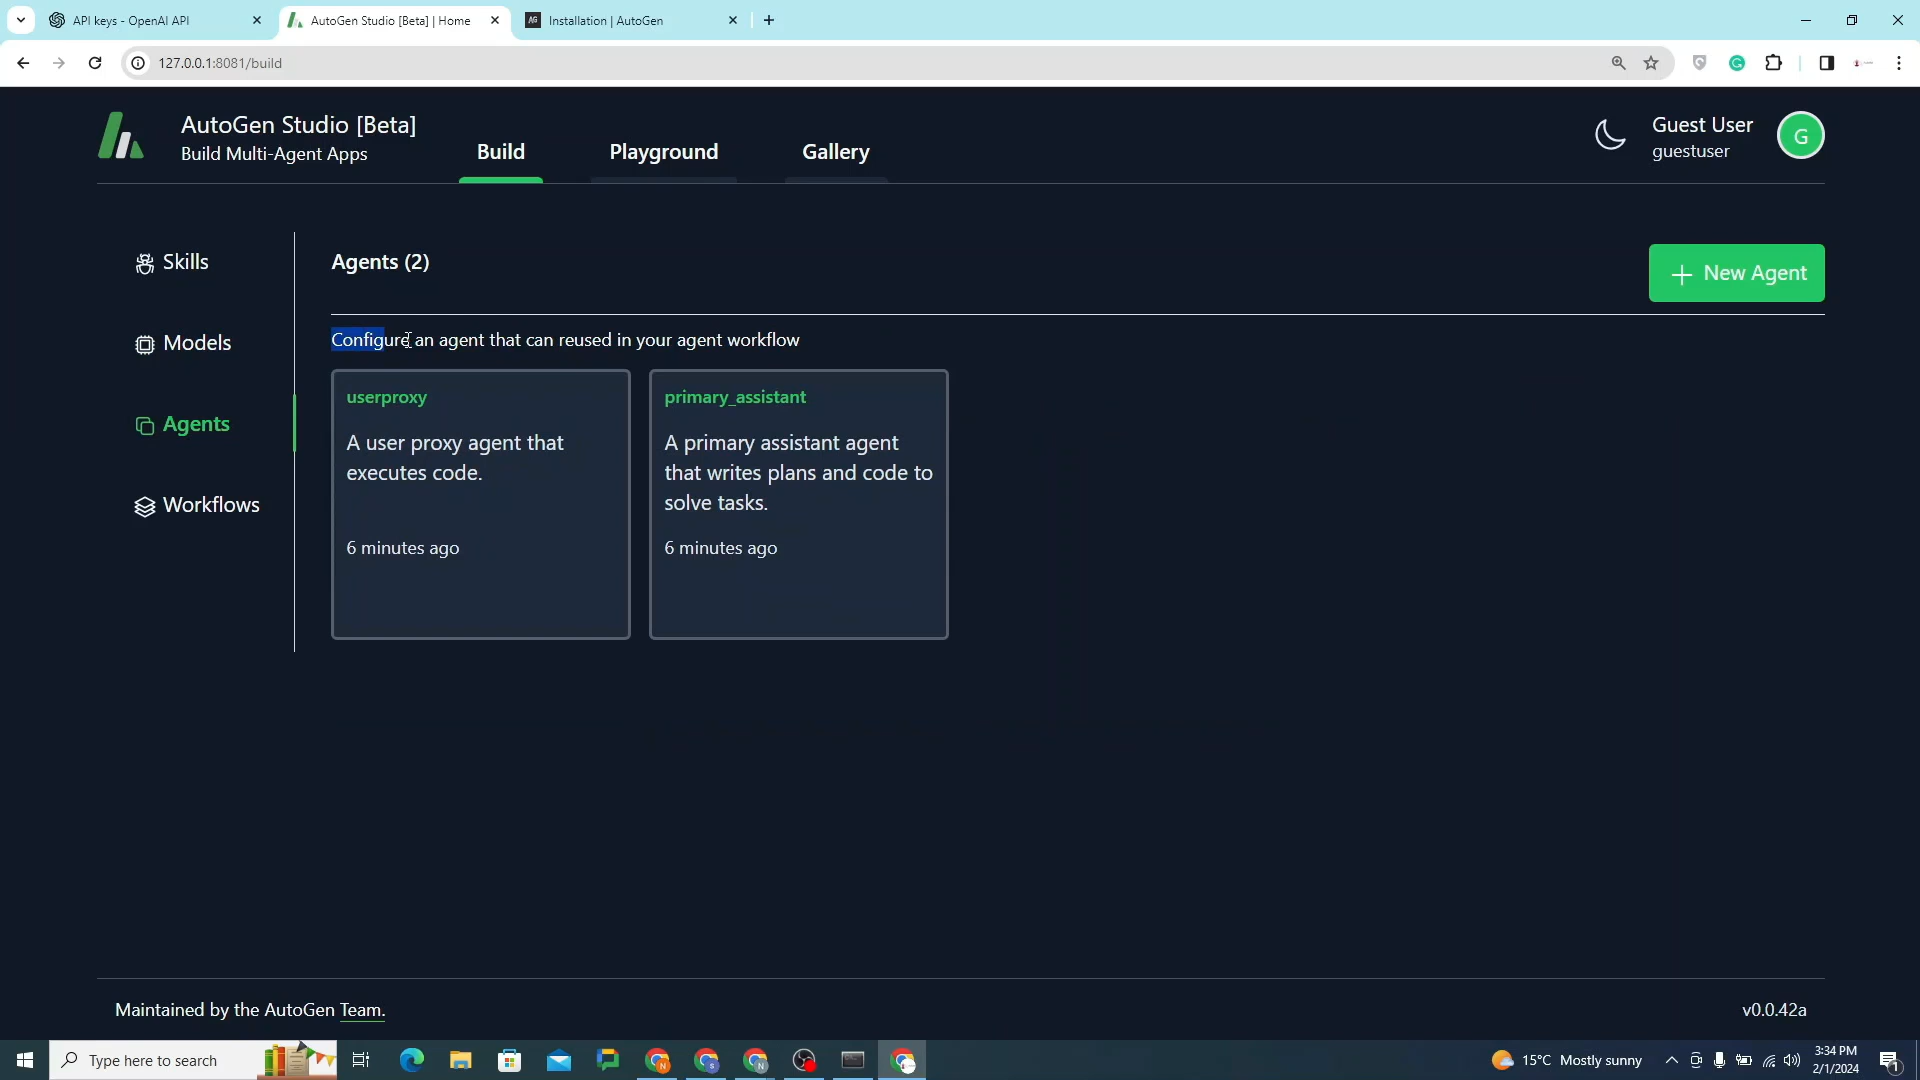 API keys - OpenAI API
AutoGen Studio [Beta] | Home
AG
Installation | AutoGen
127.0.0.1:8081/build
AutoGen Studio [Beta]
Build Multi-Agent Apps
Build
Playground
Gallery
Guest User
guestuser
G
Skills
Models
Agents
Workflows
Agents (2)
New Agent
Configure an agent that can reused in your agent workflow
userproxy
A user proxy agent that
executes code.
6 minutes ago
primary_assistant
A primary assistant agent
that writes plans and code to
solve tasks.
6 minutes ago
Maintained by the AutoGen Team.
v0.0.42a
Type here to search
N
S
N
15°C Mostly sunny
3:34 PM
2/1/2024
1